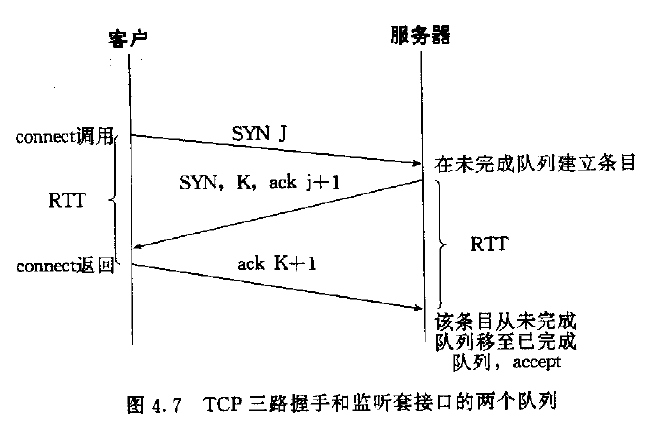 客户
服务器
connect调用
SYN J
在未完成队列建立条目
SYN, K, ack j+1
RTT
RTT
connect返回
ack K+1
该条目从未完成
队列移至已完成
队列，accept
图 4.7 TCP 三路握手和监听套接口的两个队列